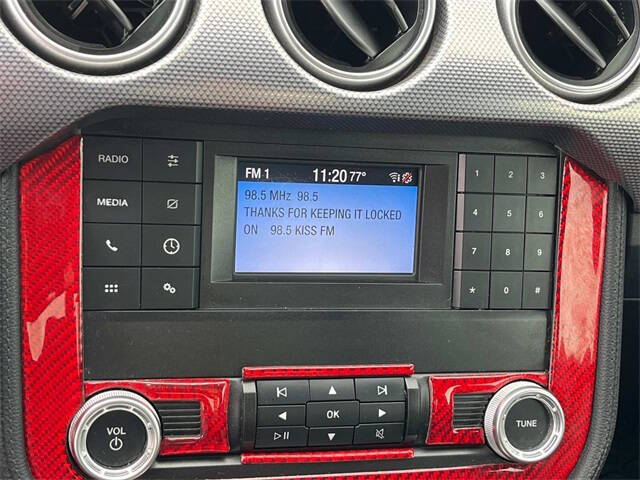 RADIO
MEDIA
FM 1 11:20 77°
98.5 MHz 98.5
THANKS FOR KEEPING IT LOCKED
ON 98.5 KISS FM
1 2 3
4 5 6
7 8 9
* 0 #
VOL
OK
TUNE